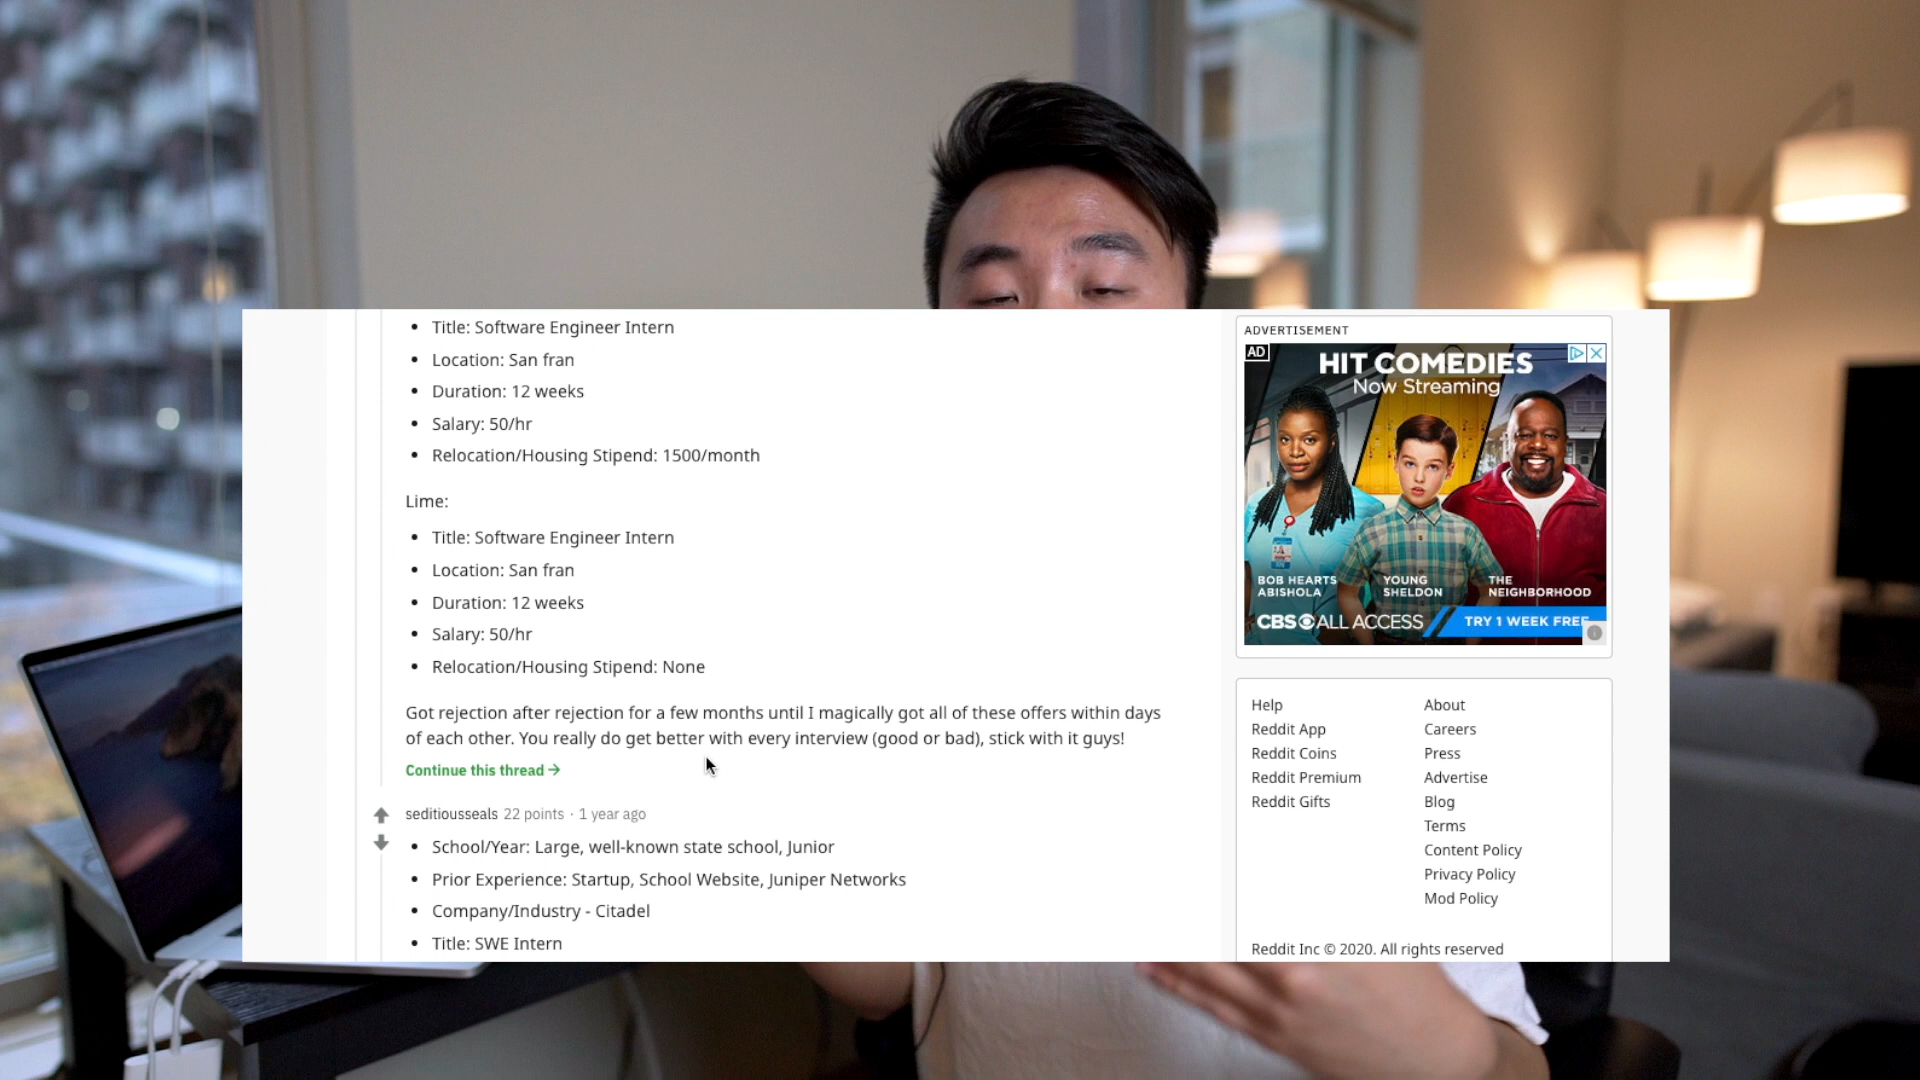 Title: Software Engineer Intern
Location: San fran
Duration: 12 weeks
Salary: 50/hr
Relocation/Housing Stipend: 1500/month
Lime:
Title: Software Engineer Intern
Location: San fran
Duration: 12 weeks
Salary: 50/hr
Relocation/Housing Stipend: None
Got rejection after rejection for a few months until I magically got all of these offers within days
of each other. You really do get better with every interview (good or bad), stick with it guys!
Continue this thread →
seditiousseals 22 points · 1 year ago
School/Year: Large, well-known state school, Junior
Prior Experience: Startup, School Website, Juniper Networks
Company/Industry - Citadel
Title: SWE Intern
ADVERTISEMENT
AD
HIT COMEDIES
Now Streaming
BOB HEARTS
ABISHOLA
YOUNG
SHELDON
THE
NEIGHBORHOOD
CBS ALL ACCESS
TRY 1 WEEK FREE
Help
Reddit App
Reddit Coins
Reddit Premium
Reddit Gifts
About
Careers
Press
Advertise
Blog
Terms
Content Policy
Privacy Policy
Mod Policy
Reddit Inc © 2020. All rights reserved